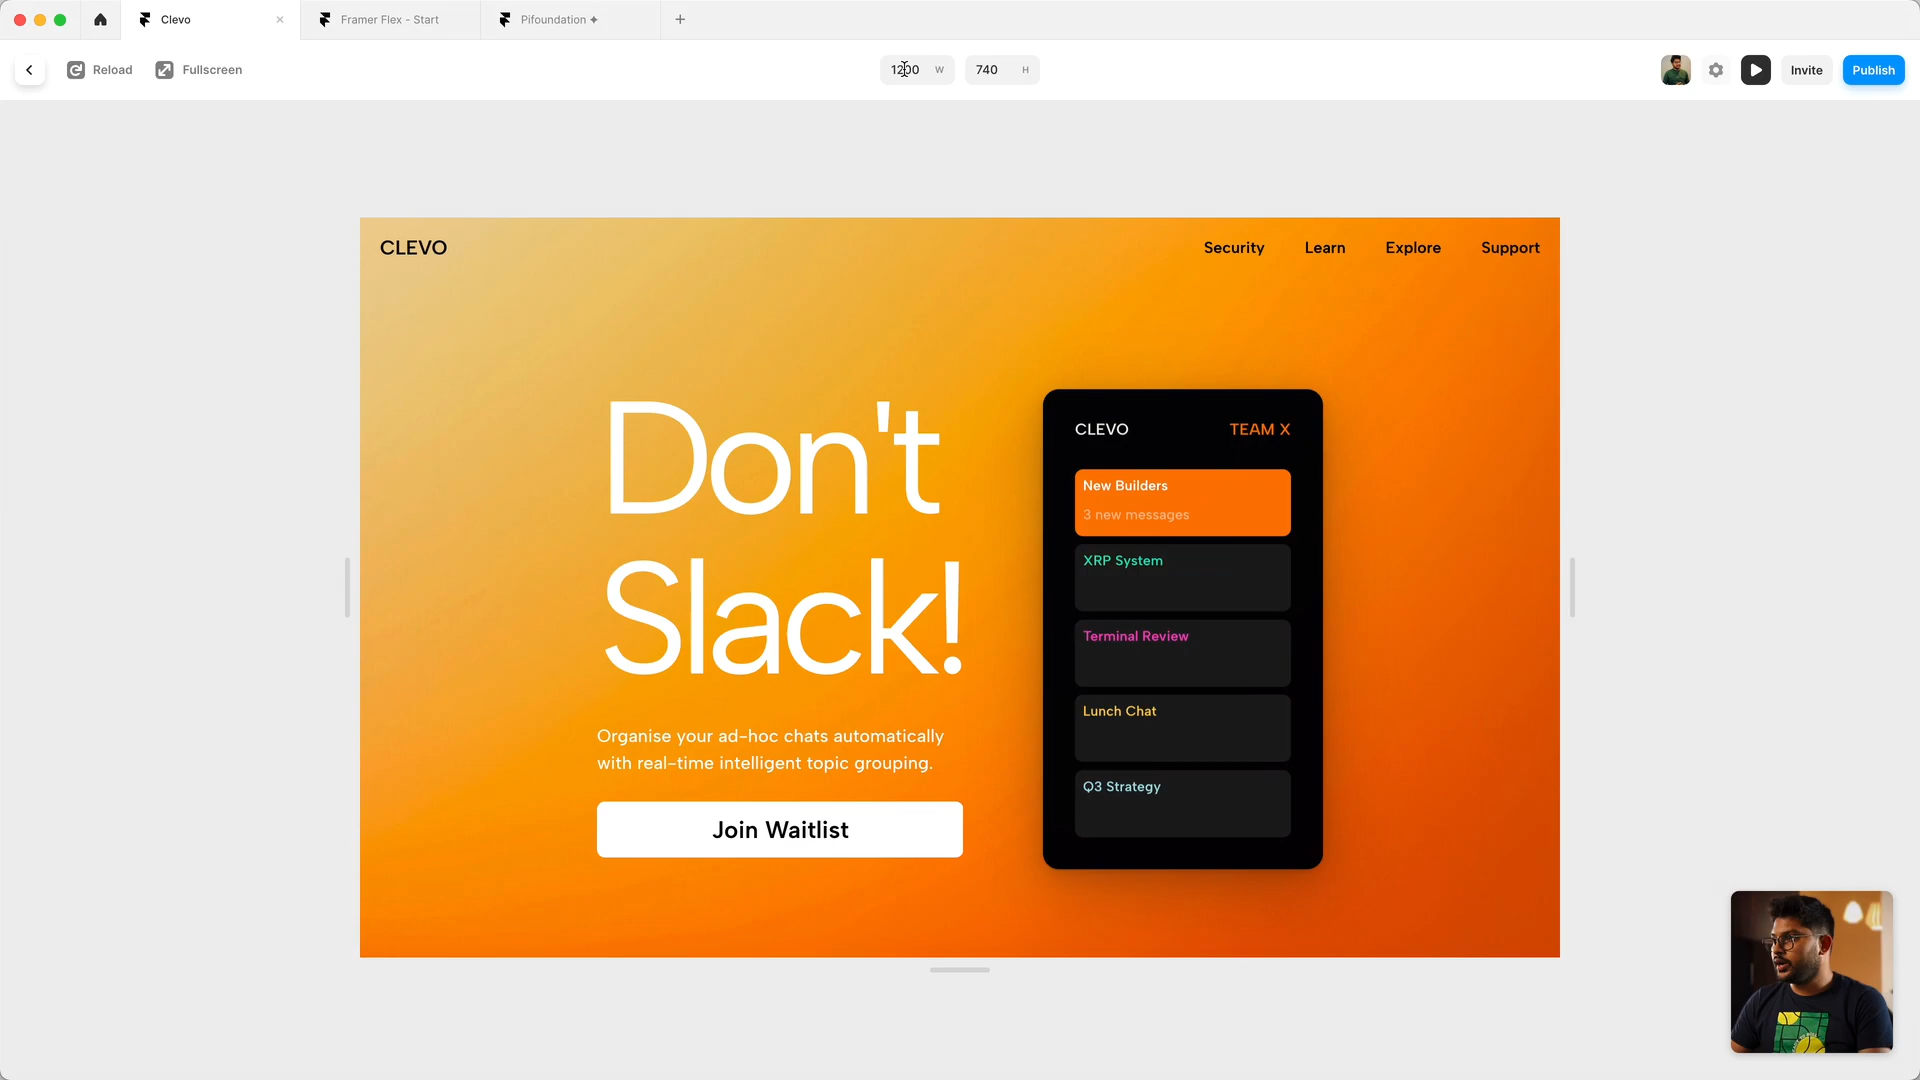 Clevo
Framer Flex - Start
Pifoundation ✦
Reload
Fullscreen
1200 W
740 H
Invite
Publish
CLEVO
Security
Learn
Explore
Support
Don't
Slack!
Organise your ad-hoc chats automatically
with real-time intelligent topic grouping.
Join Waitlist
CLEVO
TEAM X
New Builders
3 new messages
XRP System
Terminal Review
Lunch Chat
Q3 Strategy